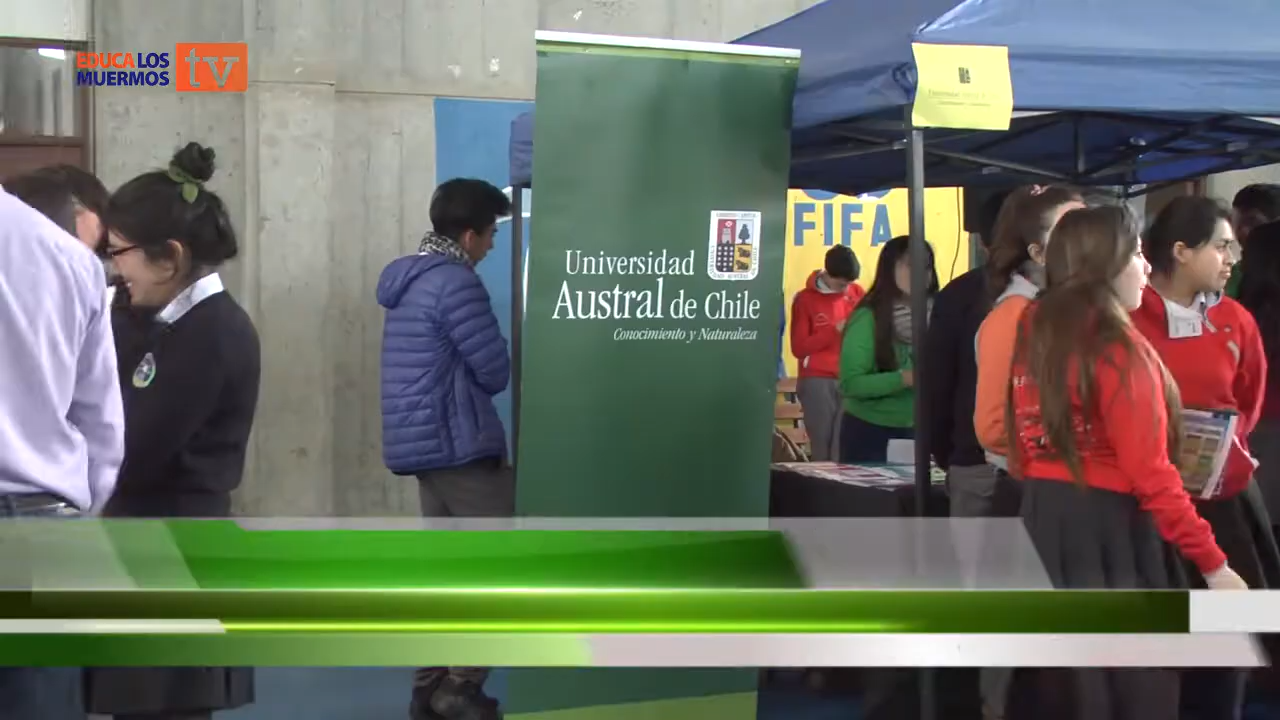 EDUCA LOS
MUERMOS
tv
FIFA
Universidad
Austral de Chile
Conocimiento y Naturaleza